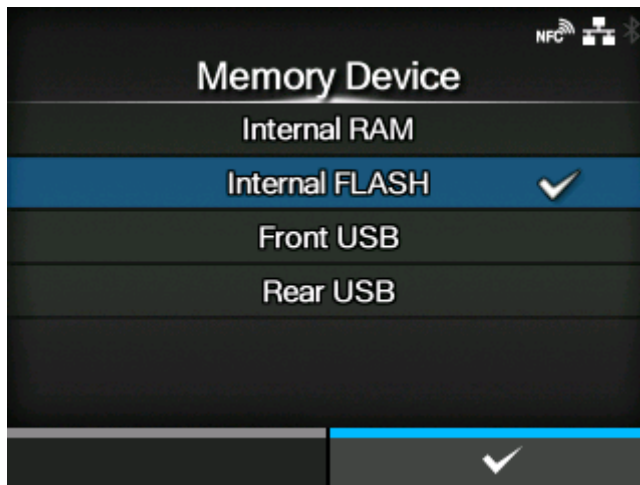 NFC
Memory Device
Internal RAM
Internal FLASH
Front USB
Rear USB